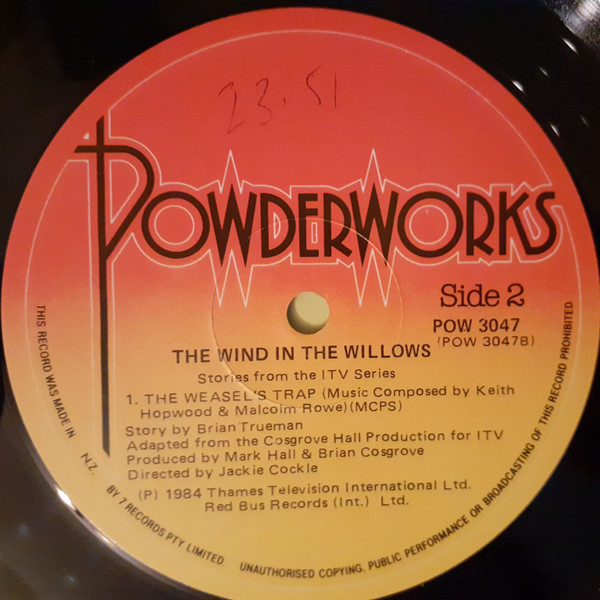 23.51
POWDERWORKS
Side 2
POW 3047
(POW 3047B)
THE WIND IN THE WILLOWS
Stories from the ITV Series
1. THE WEASEL'S TRAP (Music Composed by Keith
Hopwood & Malcolm Rowe)(MCPS)
Story by Brian Trueman
Adapted from the Cosgrove Hall Production for ITV
Produced by Mark Hall & Brian Cosgrove
Directed by Jackie Cockle
(P) 1984 Thames Television International Ltd.
Red Bus Records (Int.) Ltd.
THIS RECORD WAS MADE IN N.Z. BY 7 RECORDS PTY LIMITED UNAUTHORISED COPYING, PUBLIC PERFORMANCE OR BROADCASTING OF THIS RECORD PROHIBITED